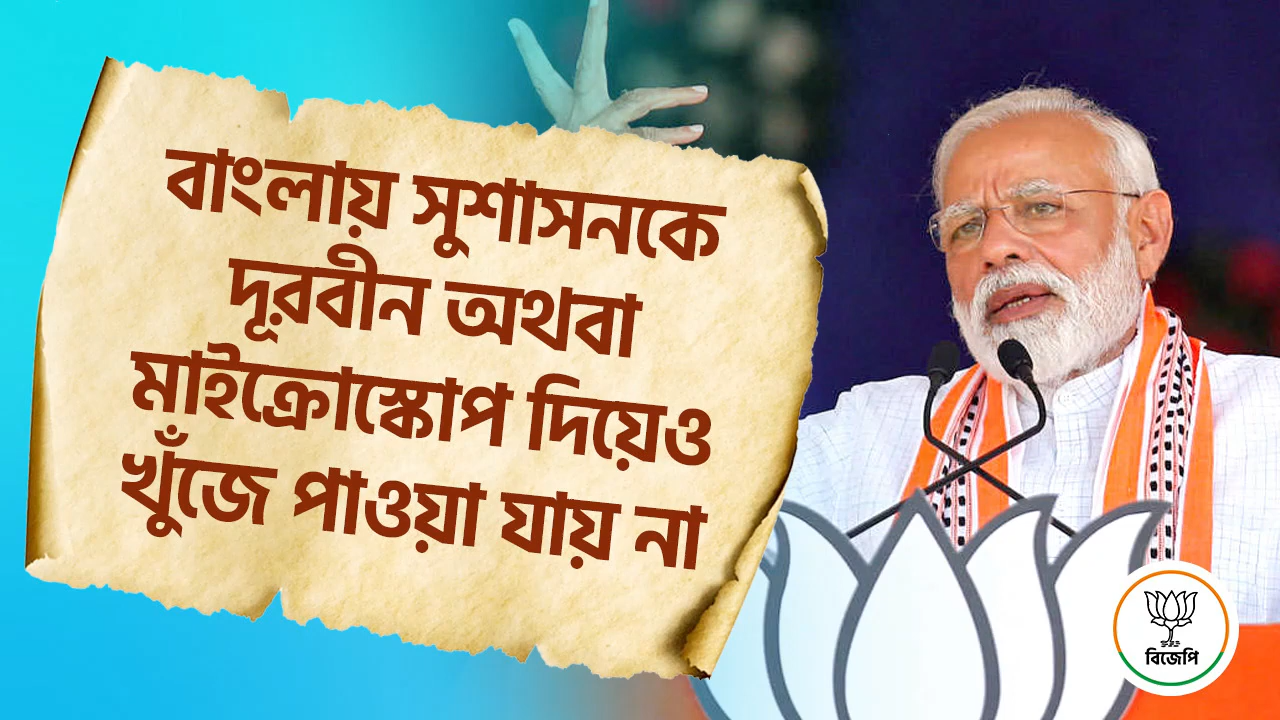 বাংলায় সুশাসনকে
দূরবীন অথবা
মাইক্রোস্কোপ দিয়েও
খুঁজে পাওয়া যায় না
বিজেপি